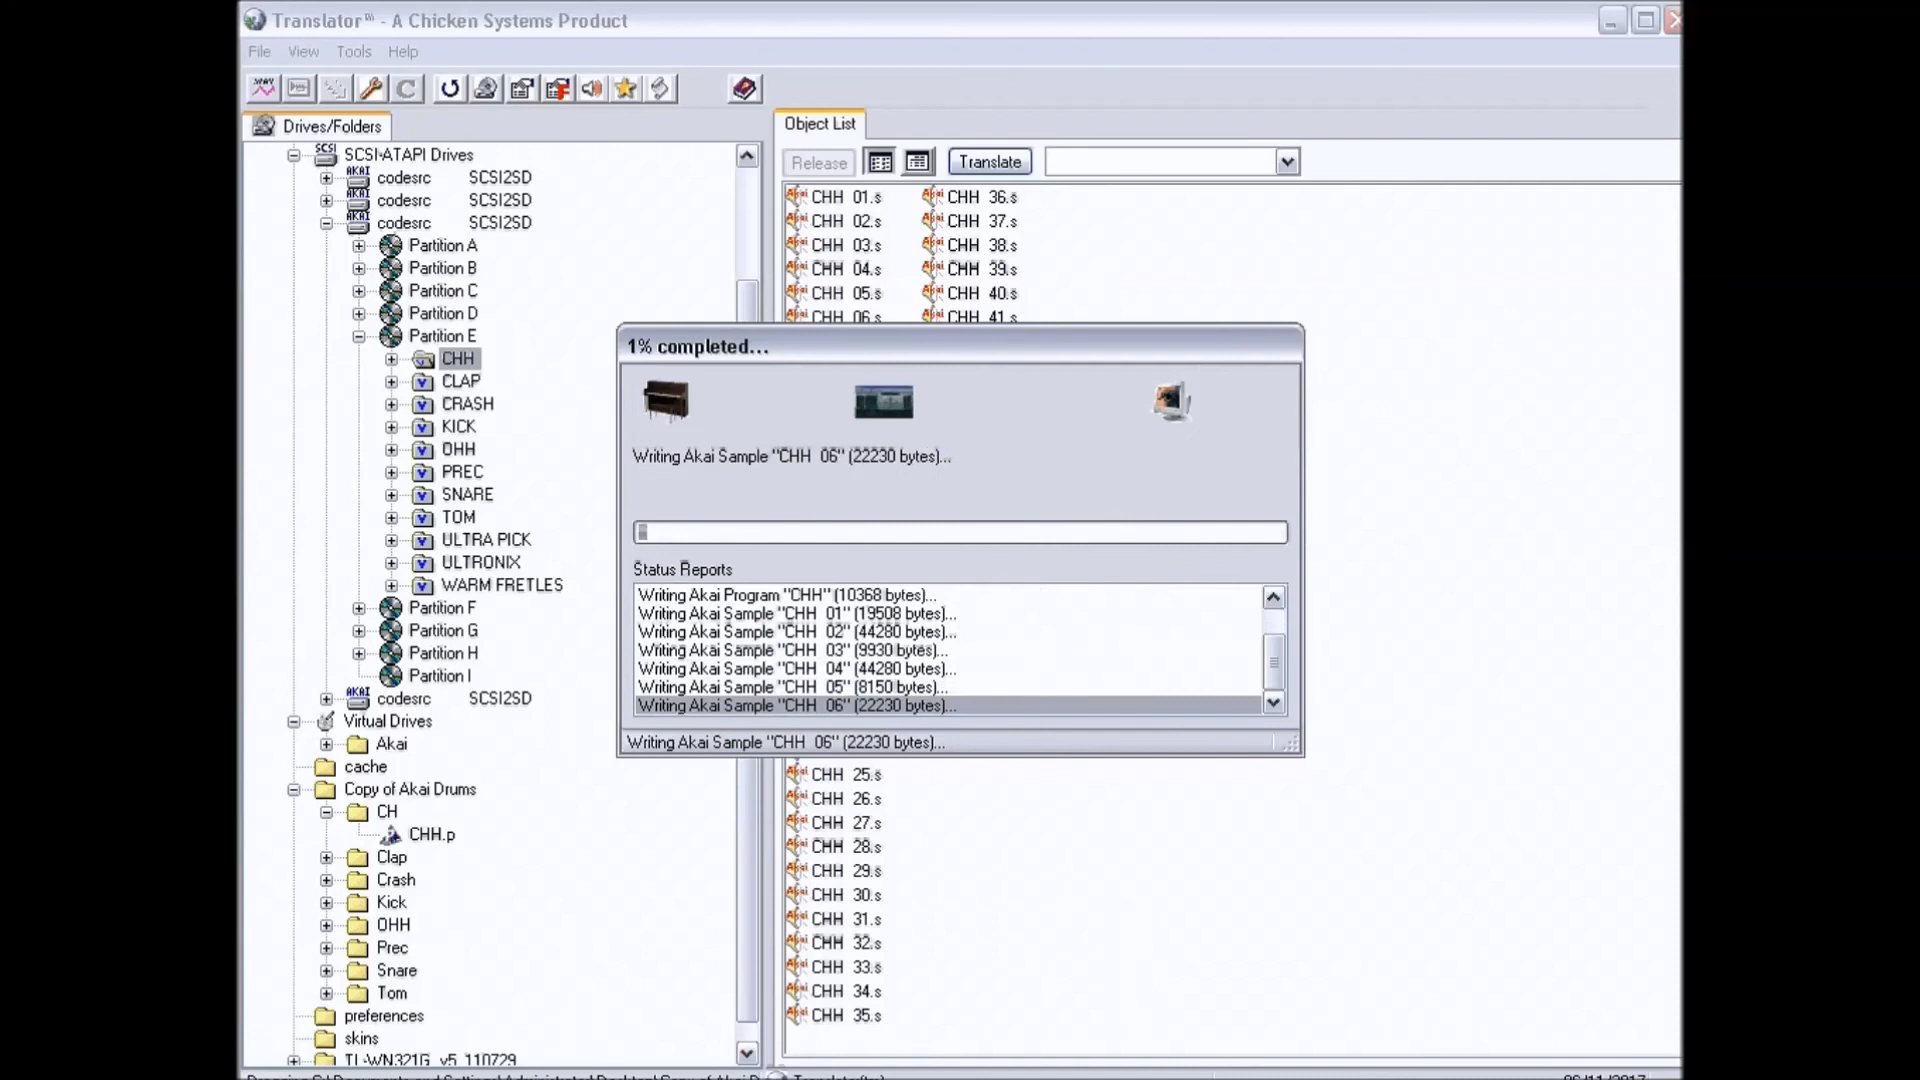 Translator™ - A Chicken Systems Product
File View Tools Help
Drives/Folders
SCSI-ATAPI Drives
codesrc SCSI2SD
codesrc SCSI2SD
codesrc SCSI2SD
Partition A
Partition B
Partition C
Partition D
Partition E
CHH
CLAP
CRASH
KICK
OHH
PREC
SNARE
TOM
ULTRA PICK
ULTRONIX
WARM FRETLES
Partition F
Partition G
Partition H
Partition I
codesrc SCSI2SD
Virtual Drives
Akai
cache
Copy of Akai Drums
CH
CHH.p
Clap
Crash
Kick
OHH
Prec
Snare
Tom
preferences
skins
TL-WN321G_v5_110729
Object List
Release Translate
CHH 01.s CHH 36.s
CHH 02.s CHH 37.s
CHH 03.s CHH 38.s
CHH 04.s CHH 39.s
CHH 05.s CHH 40.s
CHH 06.s CHH 41.s
1% completed...
Writing Akai Sample "CHH 06" (22230 bytes)...
Status Reports
Writing Akai Program "CHH" (10368 bytes)...
Writing Akai Sample "CHH 01" (19508 bytes)...
Writing Akai Sample "CHH 02" (44280 bytes)...
Writing Akai Sample "CHH 03" (9930 bytes)...
Writing Akai Sample "CHH 04" (44280 bytes)...
Writing Akai Sample "CHH 05" (8150 bytes)...
Writing Akai Sample "CHH 06" (22230 bytes)...
Writing Akai Sample "CHH 06" (22230 bytes)...
CHH 25.s
CHH 26.s
CHH 27.s
CHH 28.s
CHH 29.s
CHH 30.s
CHH 31.s
CHH 32.s
CHH 33.s
CHH 34.s
CHH 35.s